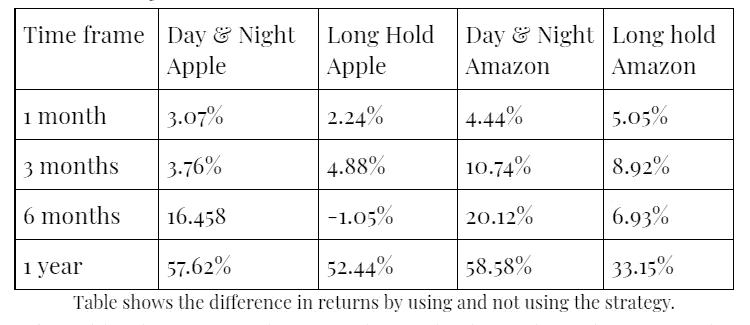 Time frame Day & Night Apple Long Hold Apple Day & Night Amazon Long hold Amazon
1 month 3.07% 2.24% 4.44% 5.05%
3 months 3.76% 4.88% 10.74% 8.92%
6 months 16.458 -1.05% 20.12% 6.93%
1 year 57.62% 52.44% 58.58% 33.15%
Table shows the difference in returns by using and not using the strategy.